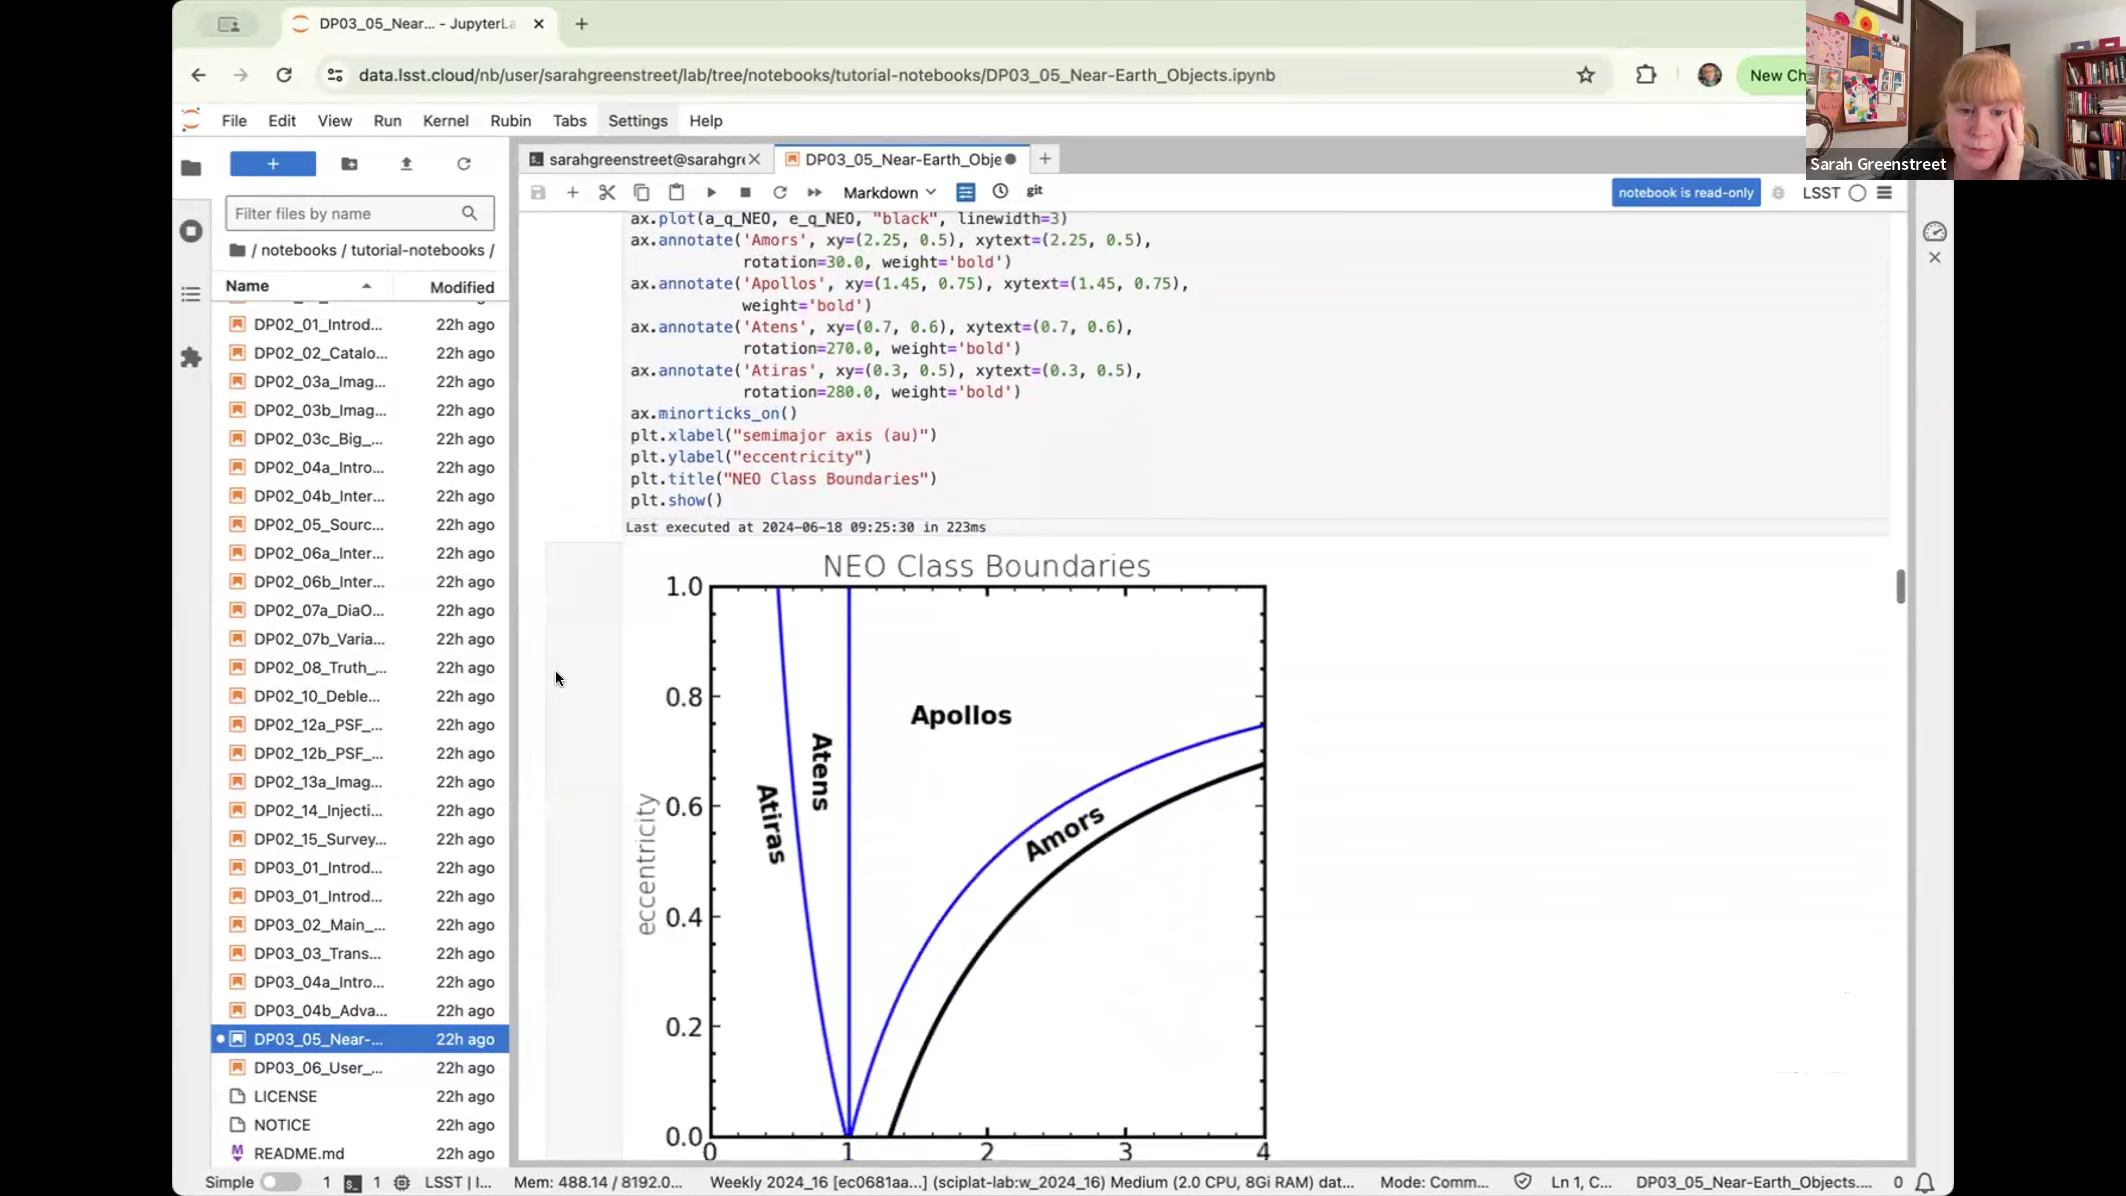 DP03_05_Near... - JupyterLa
data.lsst.cloud/nb/user/sarahgreenstreet/lab/tree/notebooks/tutorial-notebooks/DP03_05_Near-Earth_Objects.ipynb
New Ch
Sarah Greenstreet
File Edit View Run Kernel Rubin Tabs Settings Help
sarahgreenstreet@sarahgre
DP03_05_Near-Earth_Obje
Markdown
git
notebook is read-only
LSST
Filter files by name
/ notebooks / tutorial-notebooks /
Name Modified
DP02_01_Introd... 22h ago
DP02_02_Catalo... 22h ago
DP02_03a_Imag... 22h ago
DP02_03b_Imag... 22h ago
DP02_03c_Big_... 22h ago
DP02_04a_Intro... 22h ago
DP02_04b_Inter... 22h ago
DP02_05_Sourc... 22h ago
DP02_06a_Inter... 22h ago
DP02_06b_Inter... 22h ago
DP02_07a_DiaO... 22h ago
DP02_07b_Varia... 22h ago
DP02_08_Truth_... 22h ago
DP02_10_Deble... 22h ago
DP02_12a_PSF_... 22h ago
DP02_12b_PSF_... 22h ago
DP02_13a_Imag... 22h ago
DP02_14_Injecti... 22h ago
DP02_15_Survey... 22h ago
DP03_01_Introd... 22h ago
DP03_01_Introd... 22h ago
DP03_02_Main_... 22h ago
DP03_03_Trans... 22h ago
DP03_04a_Intro... 22h ago
DP03_04b_Adva... 22h ago
DP03_05_Near-... 22h ago
DP03_06_User_... 22h ago
LICENSE 22h ago
NOTICE 22h ago
README.md 22h ago
ax.plot(a_q_NEO, e_q_NEO, "black", linewidth=3)
ax.annotate('Amors', xy=(2.25, 0.5), xytext=(2.25, 0.5),
rotation=30.0, weight='bold')
ax.annotate('Apollos', xy=(1.45, 0.75), xytext=(1.45, 0.75),
weight='bold')
ax.annotate('Atens', xy=(0.7, 0.6), xytext=(0.7, 0.6),
rotation=270.0, weight='bold')
ax.annotate('Atiras', xy=(0.3, 0.5), xytext=(0.3, 0.5),
rotation=280.0, weight='bold')
ax.minorticks_on()
plt.xlabel("semimajor axis (au)")
plt.ylabel("eccentricity")
plt.title("NEO Class Boundaries")
plt.show()
Last executed at 2024-06-18 09:25:30 in 223ms
NEO Class Boundaries
1.0
0.8
0.6
0.4
0.2
0.0
eccentricity
Apollos
Atens
Atiras
Amors
0 1 2 3 4
Simple 1 1 LSST | I... Mem: 488.14 / 8192.0... Weekly 2024_16 [ec0681aa...] (sciplat-lab:w_2024_16) Medium (2.0 CPU, 8Gi RAM) dat... Mode: Comm... Ln 1, C... DP03_05_Near-Earth_Objects.... 0